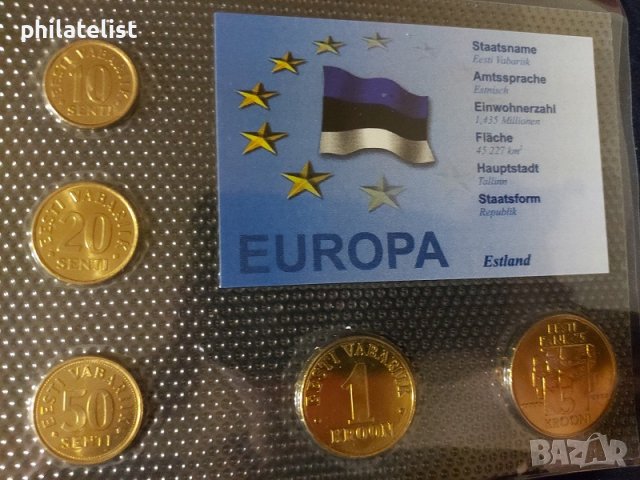 philatelist
EESTI VABARIIK
10
SENTI
EESTI VABARIIK
20
SENTI
EESTI VABARIIK
50
SENTI
Staatsname
Eesti Vabariik
Amtssprache
Estnisch
Einwohnerzahl
1,435 Millionen
Fläche
45.227 km²
Hauptstadt
Tallinn
Staatsform
Republik
EUROPA
Estland
EESTI VABARIIK
1
KROON
EESTI
5
KROONI
BAZAR